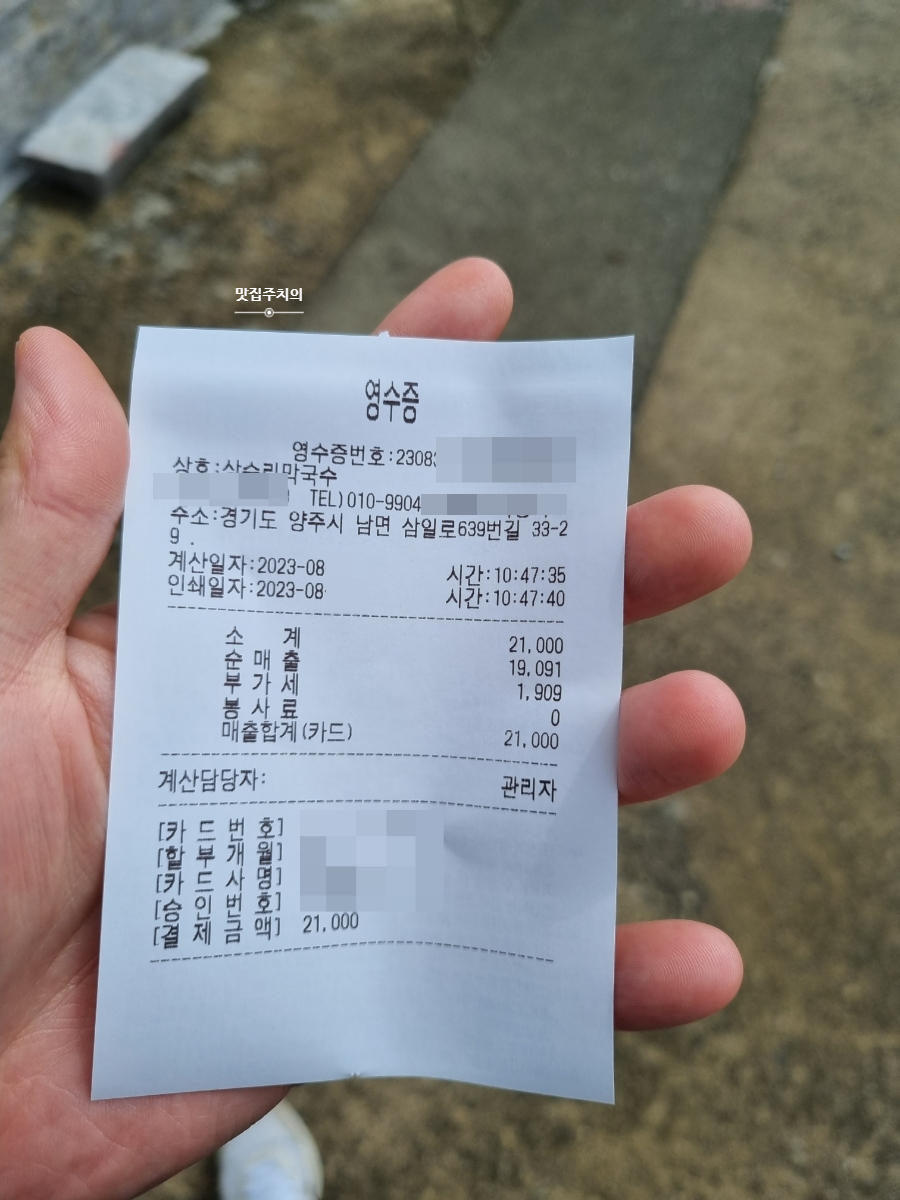 맛집주치의
영수증
영수증번호:2308
상호:상수리막국수
TEL)010-9904
주소:경기도 양주시 남면 삼일로639번길 33-2
9 .
계산일자:2023-08 시간:10:47:35
인쇄일자:2023-08 시간:10:47:40
소 계 21,000
순 매 출 19,091
부 가 세 1,909
봉 사 료 0
매출합계(카드) 21,000
계산담당자: 관리자
[카 드 번 호]
[할 부 개 월]
[카 드 사 명]
[승 인 번 호]
[결 제 금 액] 21,000